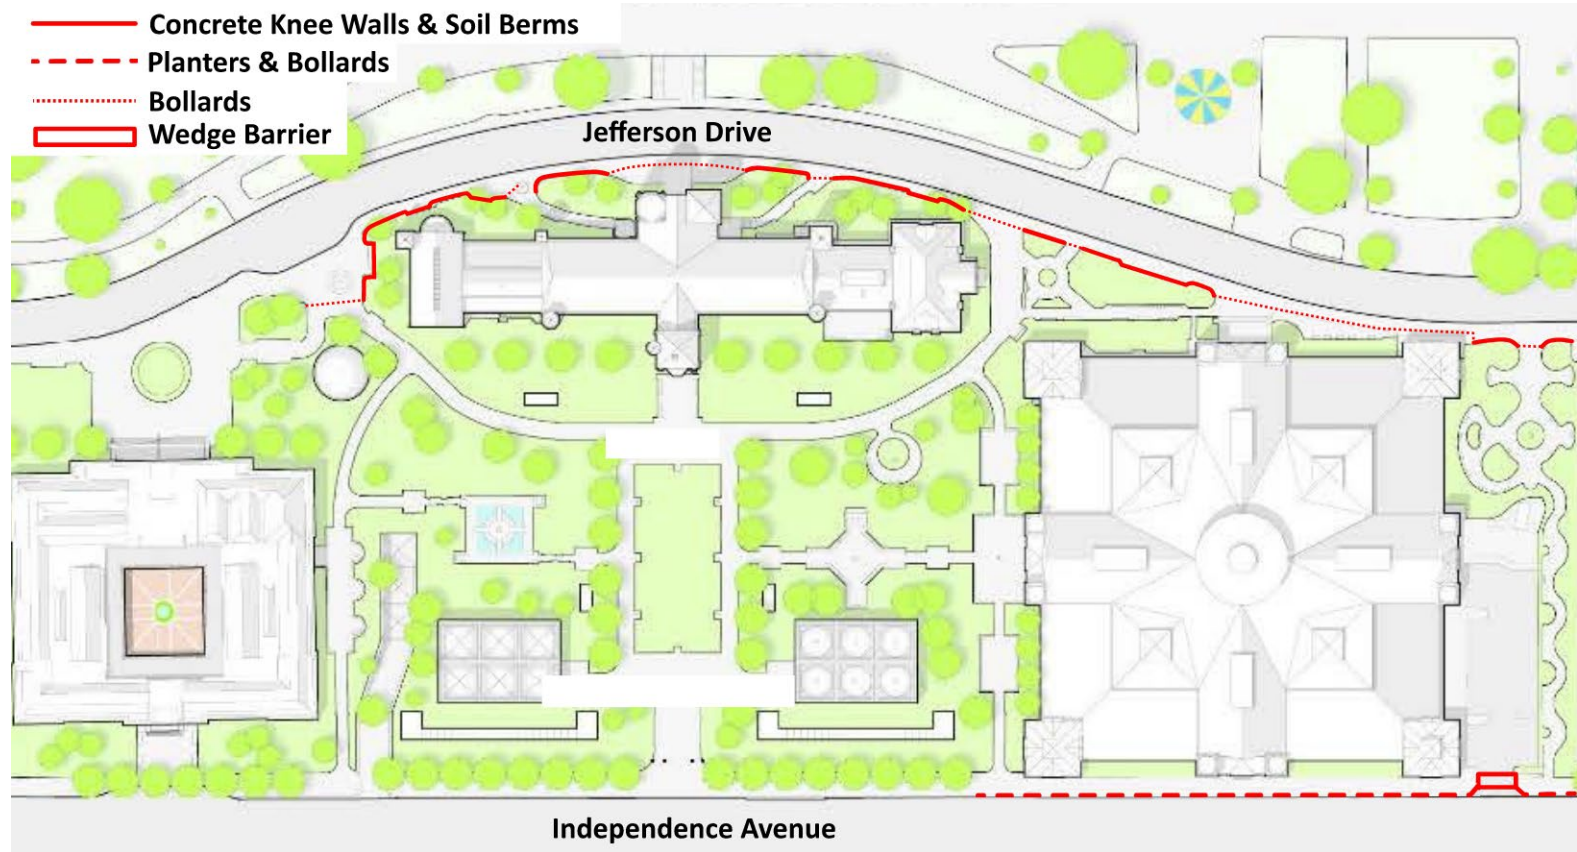 Concrete Knee Walls & Soil Berms
Planters & Bollards
Bollards
Wedge Barrier
Jefferson Drive
Independence Avenue